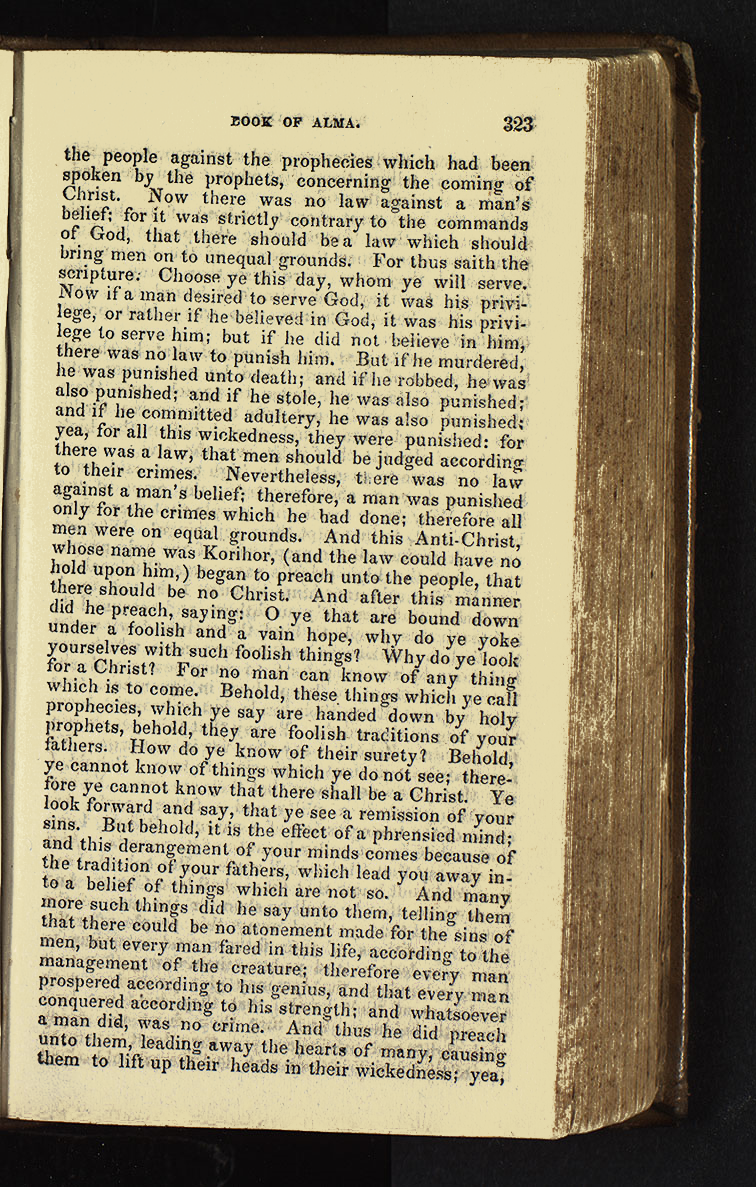 BOOK OF ALMA. 323
the people against the prophecies which had been
spoken by the prophets, concerning the coming of
Christ. Now there was no law against a man's
belief; for it was strictly contrary to the commands
of God, that there should be a law which should
bring men on to unequal grounds. For thus saith the
scripture: Choose ye this day, whom ye will serve.
Now if a man desired to serve God, it was his privi-
lege, or rather if he believed in God, it was his privi-
lege to serve him; but if he did not believe in him,
there was no law to punish him. But if he murdered,
he was punished unto death; and if he robbed, he was
also punished; and if he stole, he was also punished;
and if he committed adultery, he was also punished;
yea, for all this wickedness, they were punished: for
there was a law, that men should be judged according
to their crimes. Nevertheless, there was no law
against a man's belief; therefore, a man was punished
only for the crimes which he had done; therefore all
men were on equal grounds. And this Anti-Christ,
whose name was Korihor, (and the law could have no
hold upon him,) began to preach unto the people, that
there should be no Christ. And after this manner
did he preach, saying: O ye that are bound down
under a foolish and a vain hope, why do ye yoke
yourselves with such foolish things? Why do ye look
for a Christ? For no man can know of any thing
which is to come. Behold, these things which ye call
prophecies, which ye say are handed down by holy
prophets, behold, they are foolish traditions of your
fathers. How do ye know of their surety? Behold,
ye cannot know of things which ye do not see; there-
fore ye cannot know that there shall be a Christ. Ye
look forward and say, that ye see a remission of your
sins. But behold, it is the effect of a phrensied mind;
and this derangement of your minds comes because of
the tradition of your fathers, which lead you away in-
to a belief of things which are not so. And many
more such things did he say unto them, telling them
that there could be no atonement made for the sins of
men, but every man fared in this life, according to the
management of the creature; therefore every man
prospered according to his genius, and that every man
conquered according to his strength; and whatsoever
a man did, was no crime. And thus he did preach
unto them, leading away the hearts of many, causing
them to lift up their heads in their wickedness; yea,